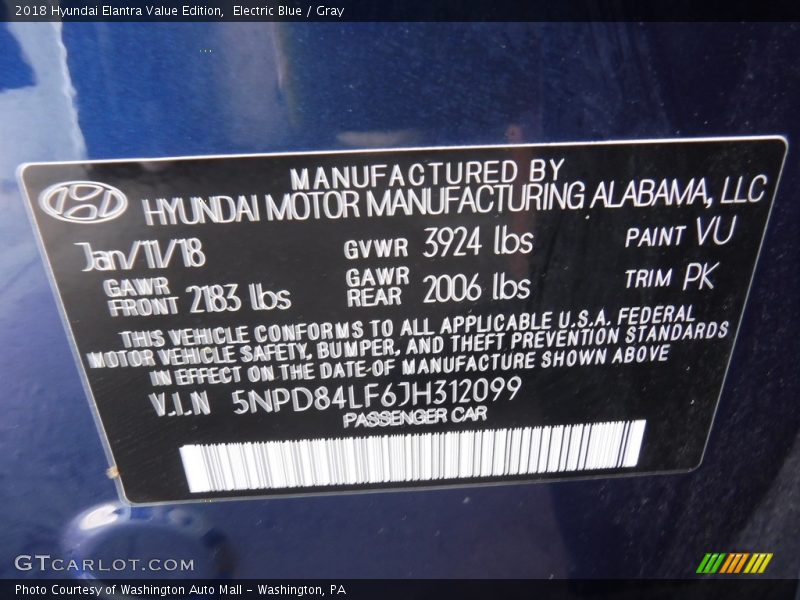 2018 Hyundai Elantra Value Edition,  Electric Blue / Gray
MANUFACTURED BY
HYUNDAI MOTOR MANUFACTURING ALABAMA, LLC
Jan/11/18 GVWR 3924 lbs PAINT VU
GAWR FRONT 2183 lbs GAWR REAR 2006 lbs TRIM PK
THIS VEHICLE CONFORMS TO ALL APPLICABLE U.S.A. FEDERAL
MOTOR VEHICLE SAFETY, BUMPER, AND THEFT PREVENTION STANDARDS
IN EFFECT ON THE DATE OF MANUFACTURE SHOWN ABOVE
V.I.N 5NPD84LF6JH312099
PASSENGER CAR
GTCARLOT.COM
Photo Courtesy of Washington Auto Mall - Washington, PA